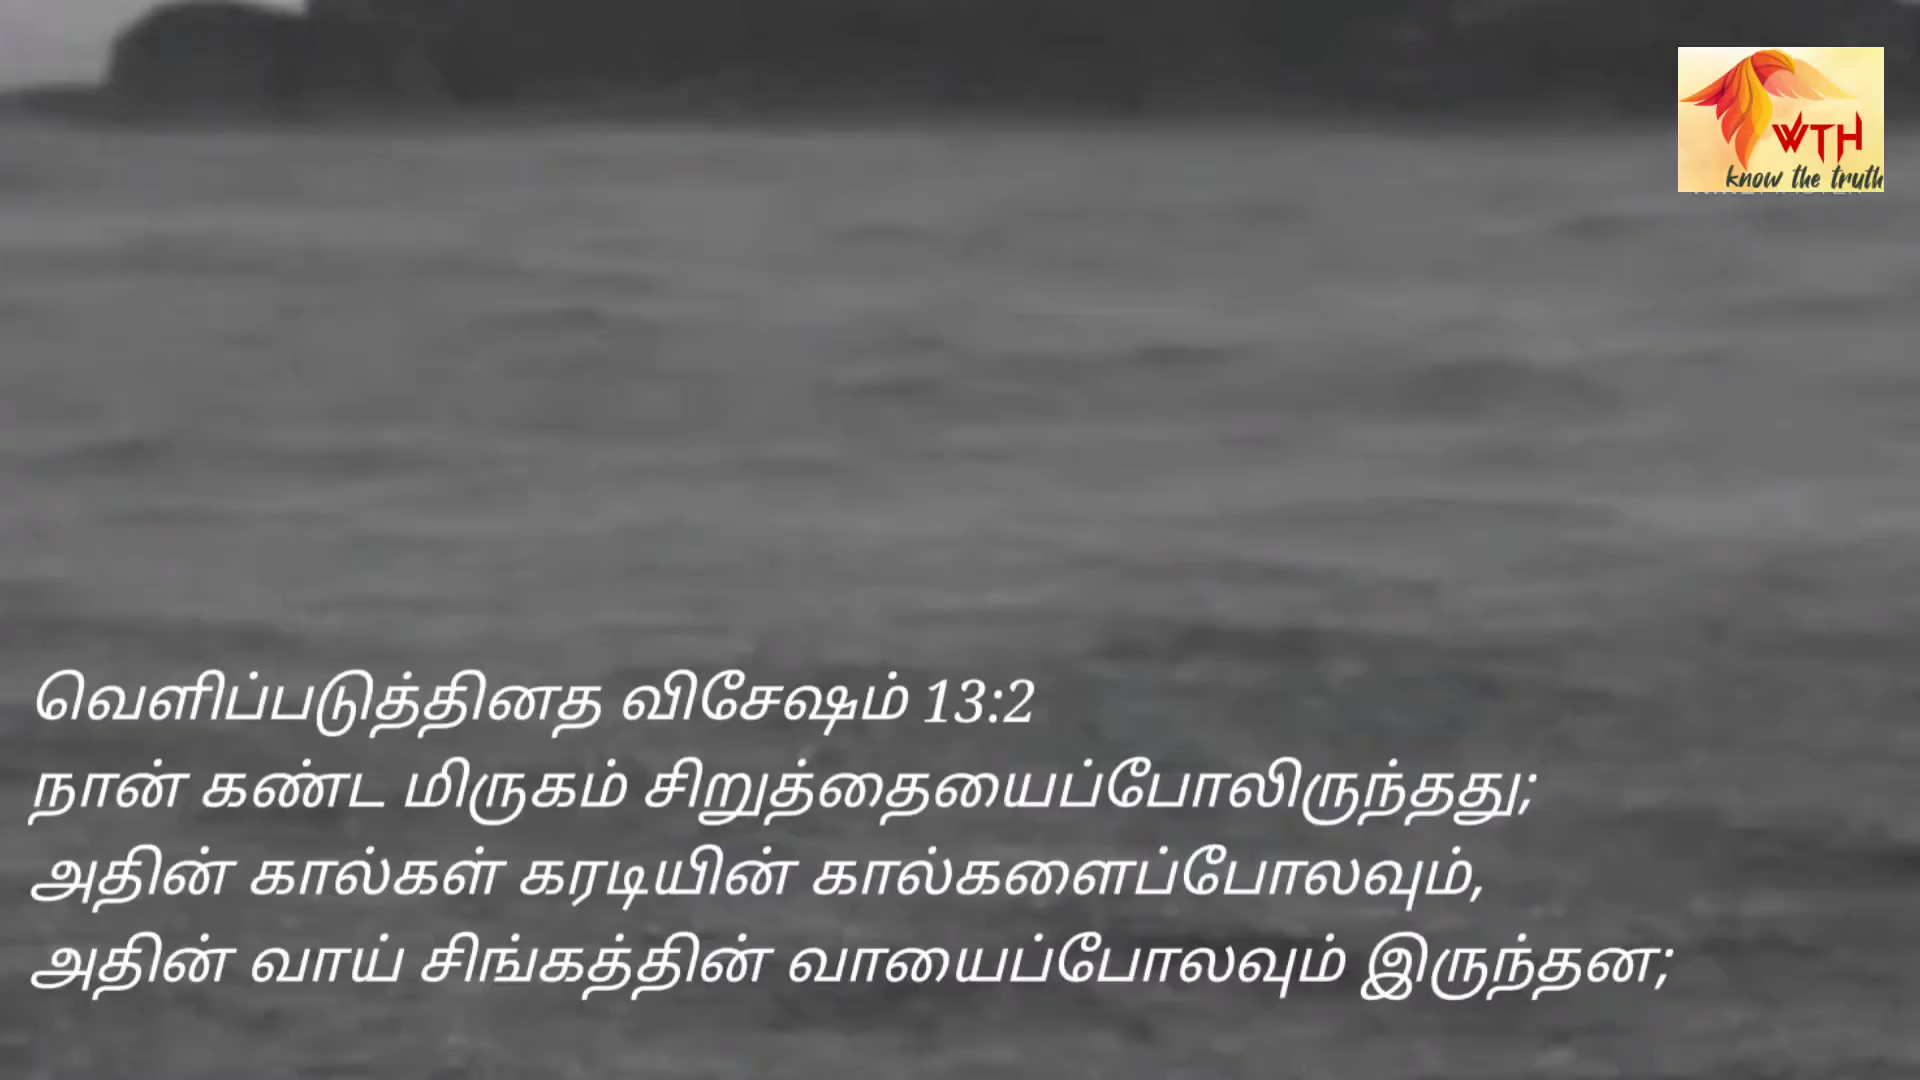 WTH
know the truth
வெளிப்படுத்தினத விசேஷம் 13:2
நான் கண்ட மிருகம் சிறுத்தையைப்போலிருந்தது;
அதின் கால்கள் கரடியின் கால்களைப்போலவும்,
அதின் வாய் சிங்கத்தின் வாயைப்போலவும் இருந்தன;